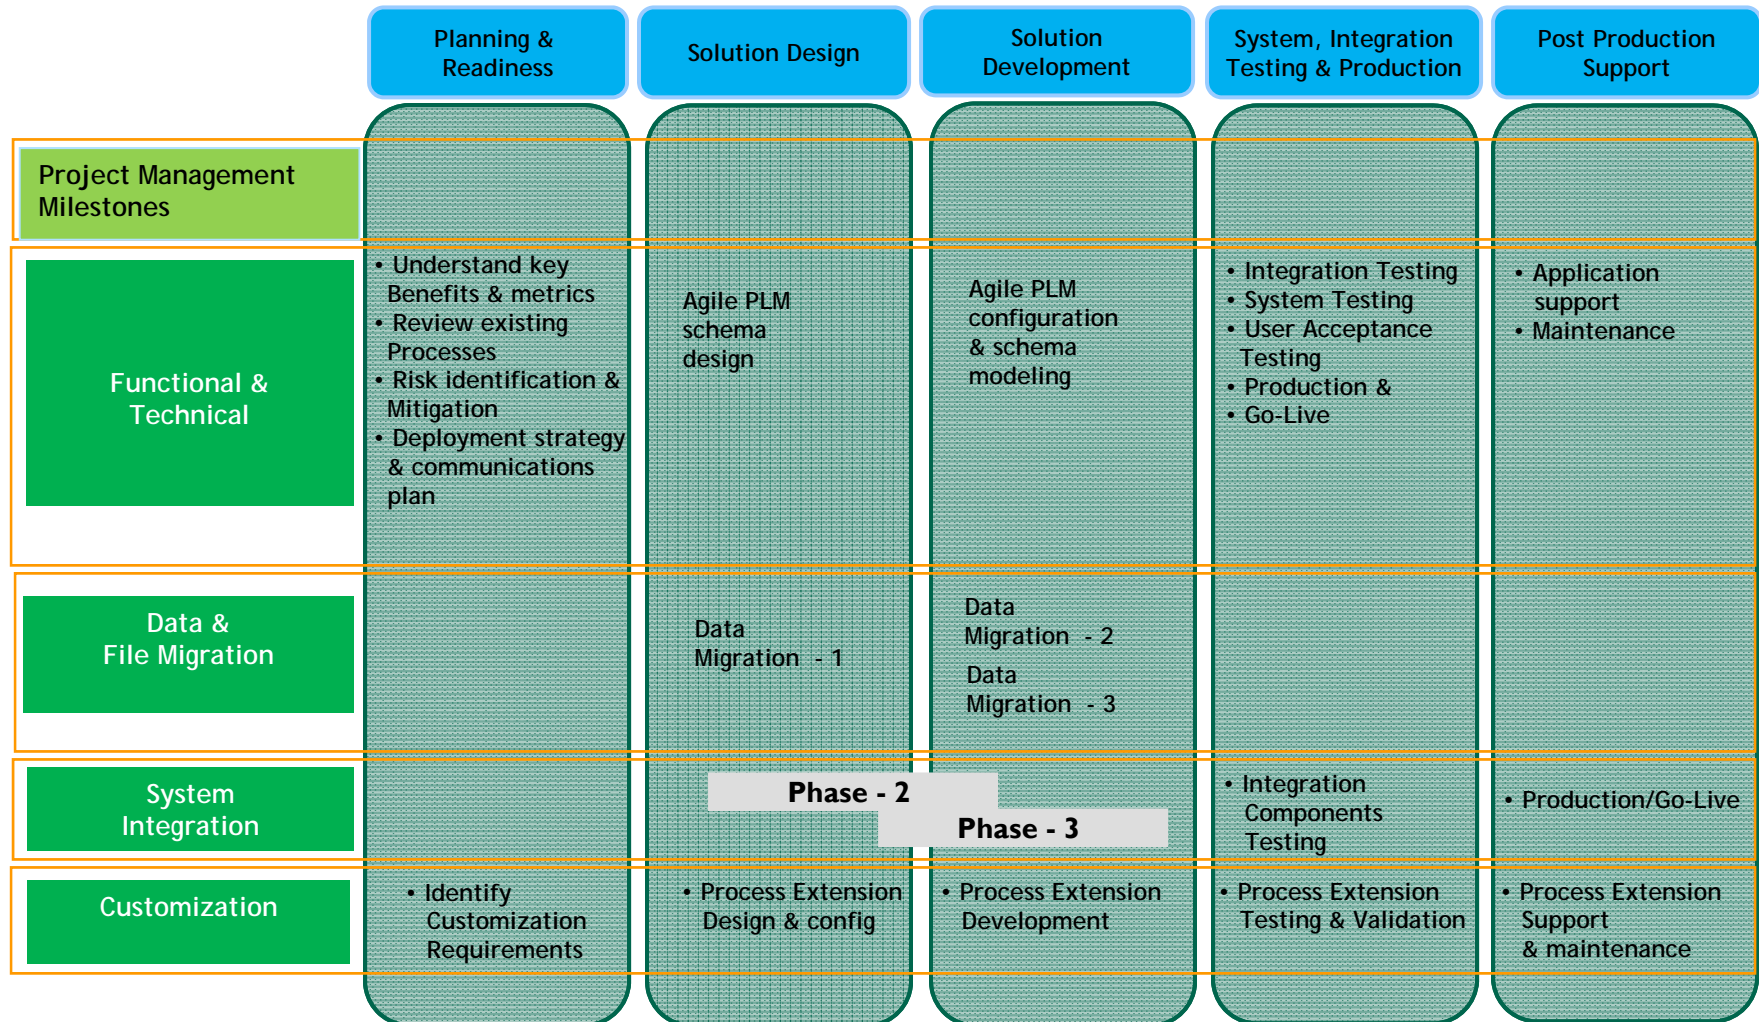 Planning &
Readiness
Solution Design
Solution
Development
System, Integration
Testing & Production
Post Production
Support
Project Management
Milestones
Functional &
Technical
• Understand key
Benefits & metrics
• Review existing
Processes
• Risk identification &
Mitigation
• Deployment strategy
& communications
plan
Agile PLM
schema
design
Agile PLM
configuration
& schema
modeling
• Integration Testing
• System Testing
• User Acceptance
Testing
• Production &
• Go-Live
• Application
support
• Maintenance
Data &
File Migration
Data
Migration - 1
Data
Migration - 2
Data
Migration - 3
System
Integration
Phase - 2
Phase - 3
• Integration
Components
Testing
• Production/Go-Live
Customization
• Identify
Customization
Requirements
• Process Extension
Design & config
• Process Extension
Development
• Process Extension
Testing & Validation
• Process Extension
Support
& maintenance